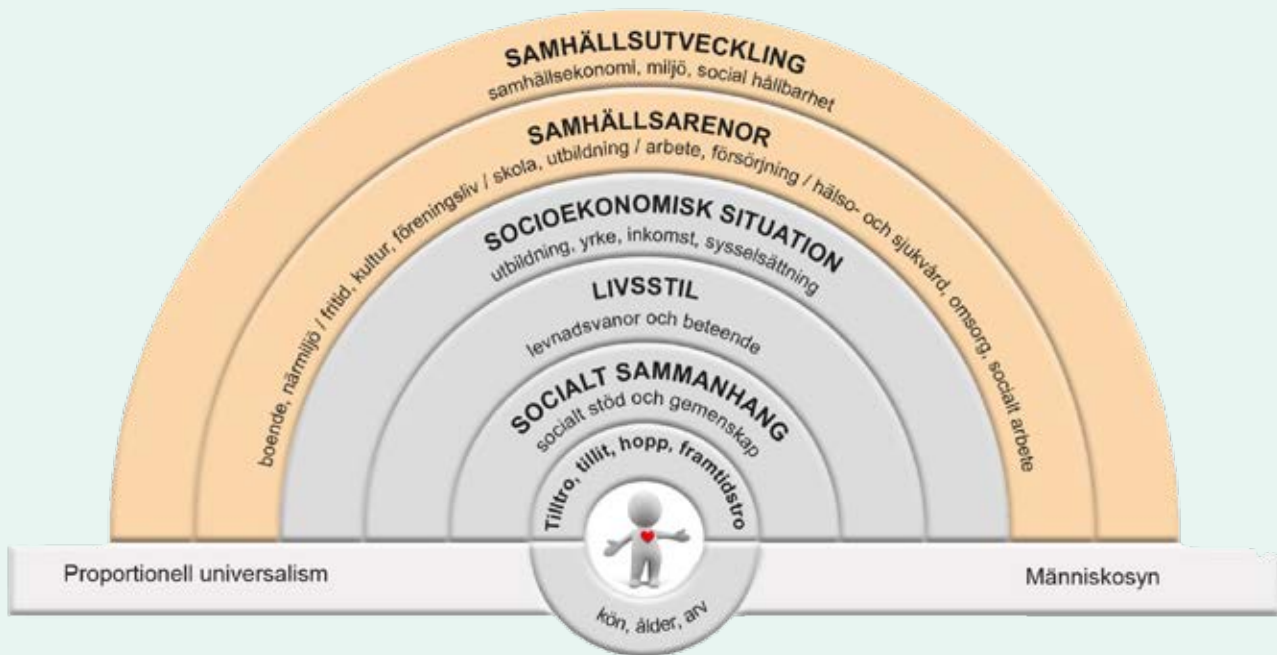 SAMHÄLLSUTVECKLING
samhällsekonomi, miljö, social hållbarhet
SAMHÄLLSARENOR
boende, närmiljö / fritid, kultur, föreningsliv / skola, utbildning / arbete, försörjning / hälso- och sjukvård, omsorg, socialt arbete
SOCIOEKONOMISK SITUATION
utbildning, yrke, inkomst, sysselsättning
LIVSSTIL
levnadsvanor och beteende
SOCIALT SAMMANHANG
socialt stöd och gemenskap
Tilltro, tillit, hopp, framtidstro
Proportionell universalism
Människosyn
kön, ålder, arv